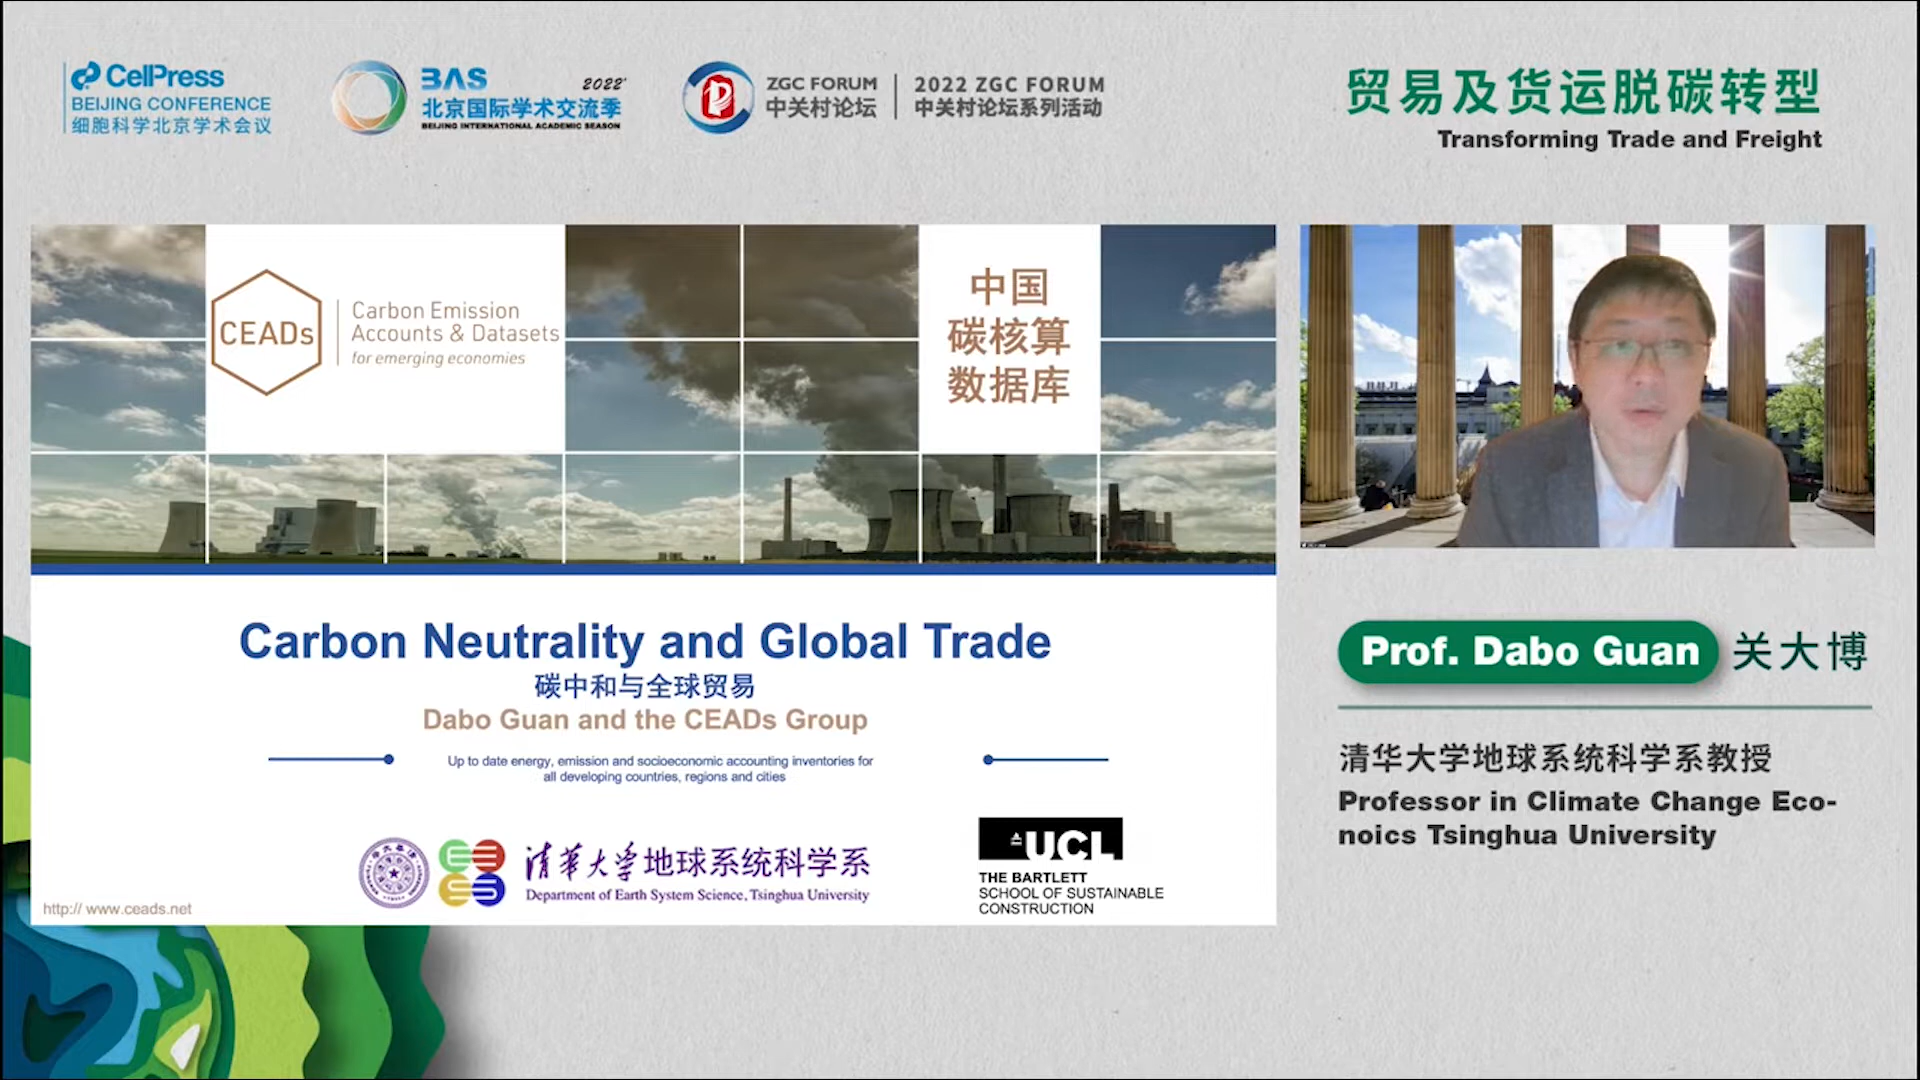 CellPress
BEIJING CONFERENCE
细胞科学北京学术会议
BAS 2022
北京国际学术交流季
BEIJING INTERNATIONAL ACADEMIC SEASON
ZGC FORUM
中关村论坛
2022 ZGC FORUM
中关村论坛系列活动
贸易及货运脱碳转型
Transforming Trade and Freight
CEADs
Carbon Emission
Accounts & Datasets
for emerging economies
中国
碳核算
数据库
Carbon Neutrality and Global Trade
碳中和与全球贸易
Dabo Guan and the CEADs Group
Up to date energy, emission and socioeconomic accounting inventories for
all developing countries, regions and cities
清華大学地球系统科学系
Department of Earth System Science, Tsinghua University
UCL
THE BARTLETT
SCHOOL OF SUSTAINABLE
CONSTRUCTION
http:// www.ceads.net
Prof. Dabo Guan 关大博
清华大学地球系统科学系教授
Professor in Climate Change Eco-
noics Tsinghua University